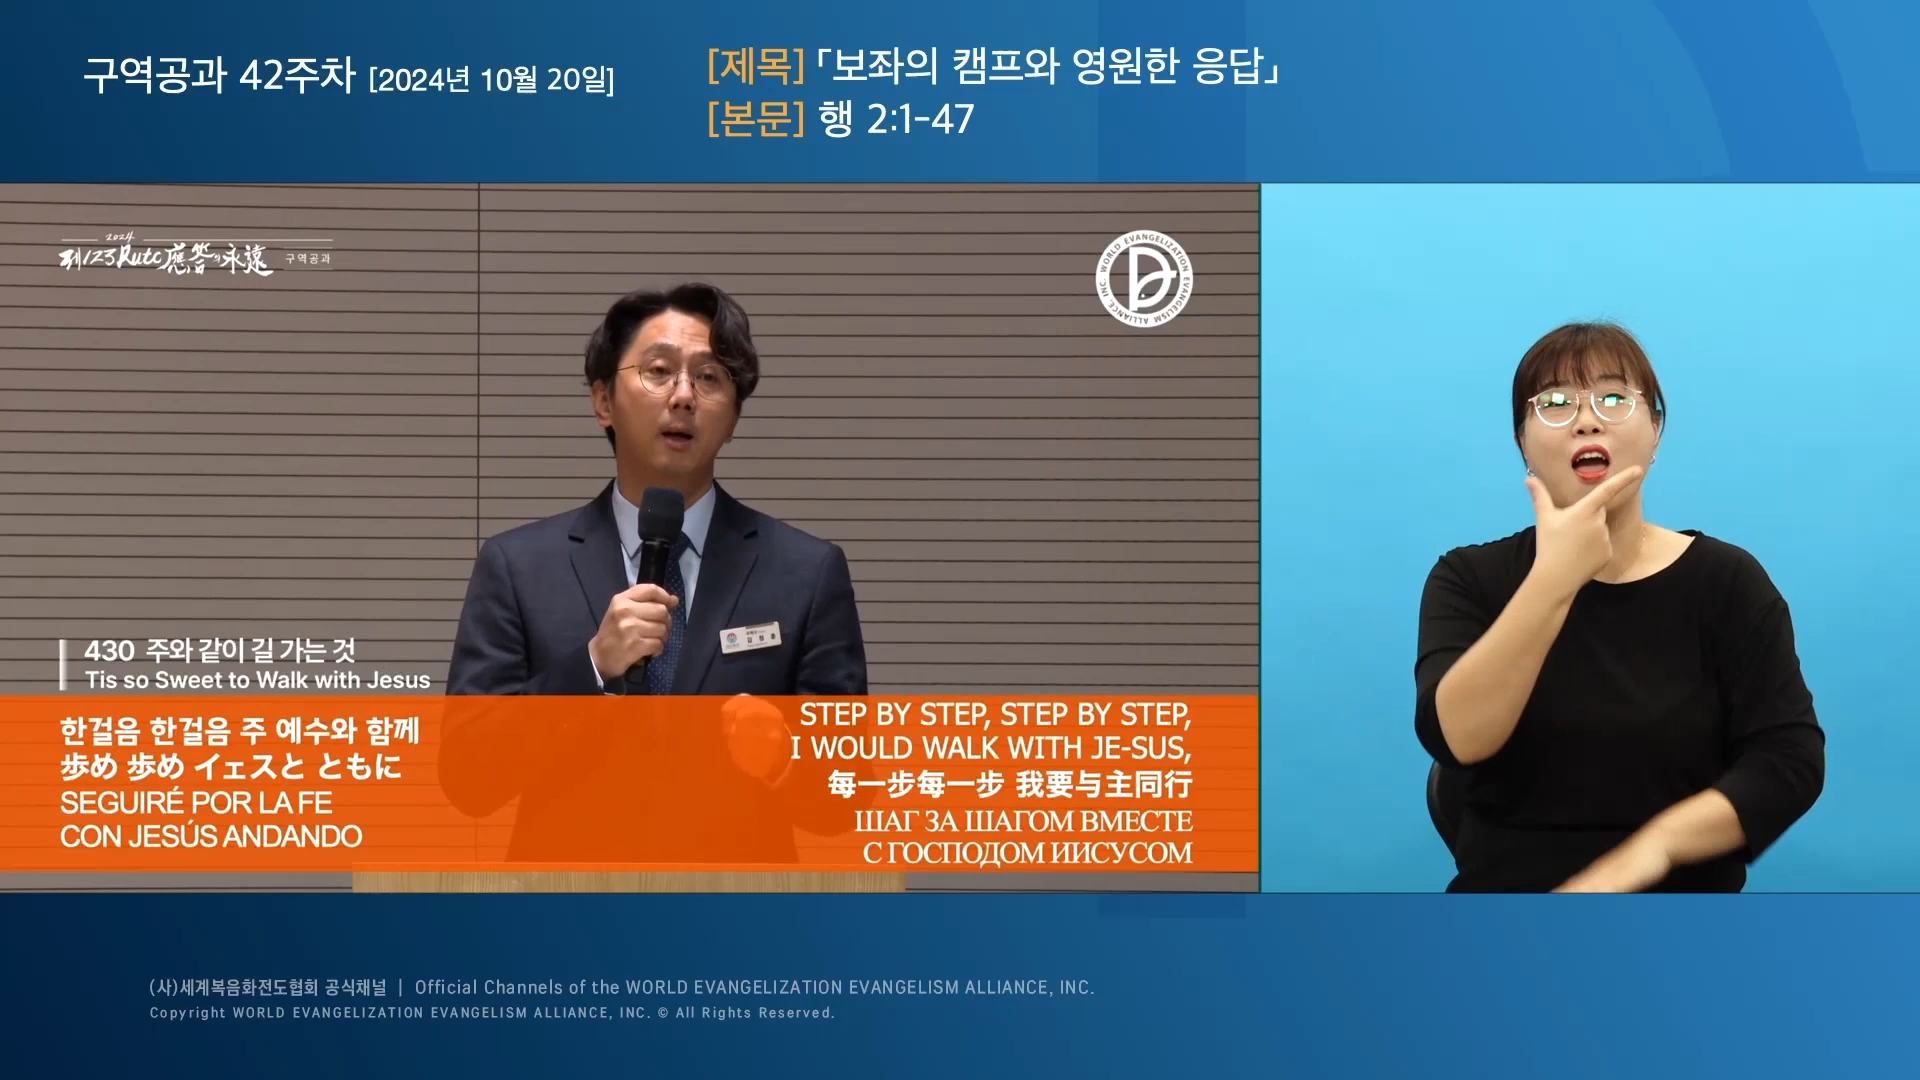 구역공과 42주차 [2024년 10월 20일]
[제목] 「보좌의 캠프와 영원한 응답」
[본문] 행 2:1-47
2024
제123 Rutc 應答의 永遠 구역공과
WORLD EVANGELIZATION EVANGELISM ALLIANCE, INC.
430 주와 같이 길 가는 것
Tis so Sweet to Walk with Jesus
한걸음 한걸음 주 예수와 함께
歩め 歩め イェスと ともに
SEGUIRÉ POR LA FE
CON JESÚS ANDANDO
STEP BY STEP, STEP BY STEP,
I WOULD WALK WITH JE-SUS,
每一步每一步 我要与主同行
ШАГ ЗА ШАГОМ ВМЕСТЕ
С ГОСПОДОМ ИИСУСОМ
(사)세계복음화전도협회 공식채널 | Official Channels of the WORLD EVANGELIZATION EVANGELISM ALLIANCE, INC.
Copyright WORLD EVANGELIZATION EVANGELISM ALLIANCE, INC. © All Rights Reserved.